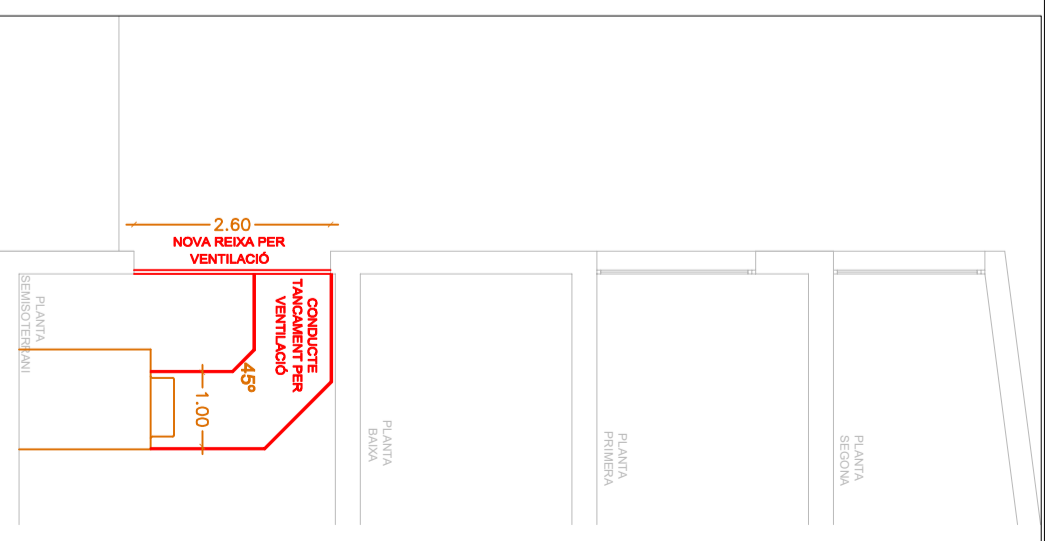 2.60
NOVA REIXA PER
VENTILACIÓ
CONDUCTE
TANCAMENT PER
VENTILACIÓ
45º
1.00
PLANTA
SEMISOTERRANI
PLANTA
BAIXA
PLANTA
PRIMERA
PLANTA
SEGONA